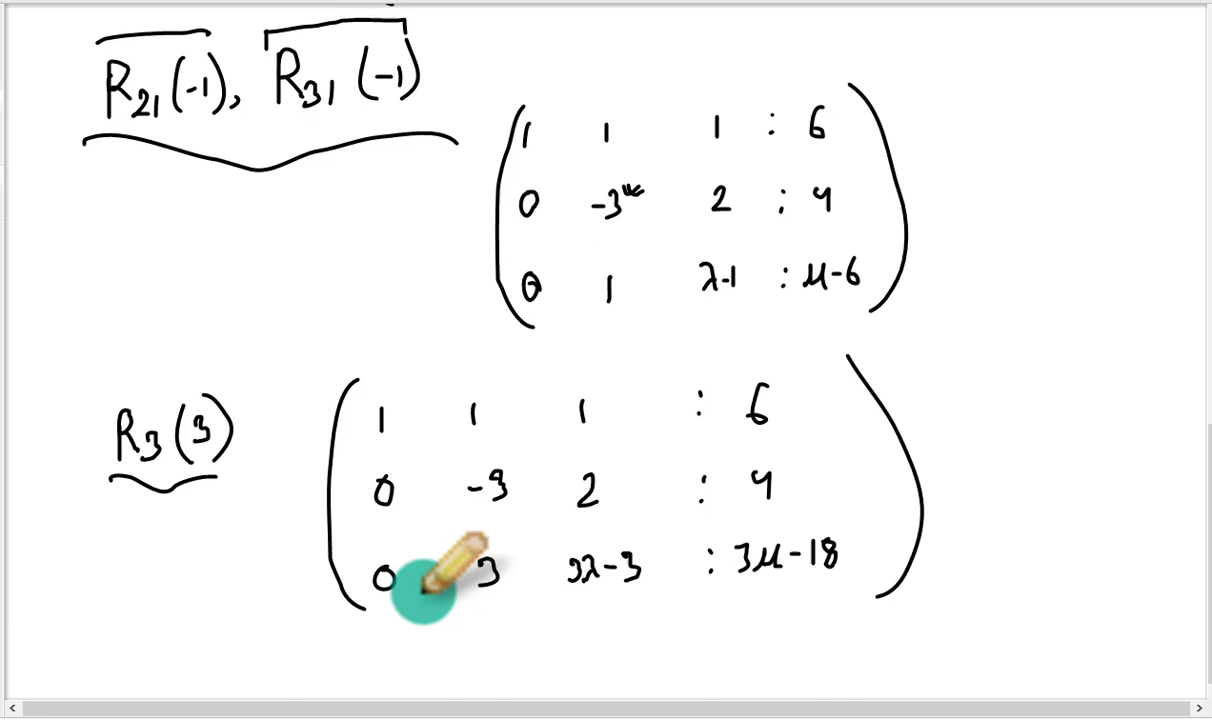 R21(-1), R31(-1)
1 1 1 : 6
0 -3 2 : 4
0 1 λ-1 : μ-6
R3(3)
1 1 1 : 6
0 -3 2 : 4
0 3 3λ-3 : 3μ-18